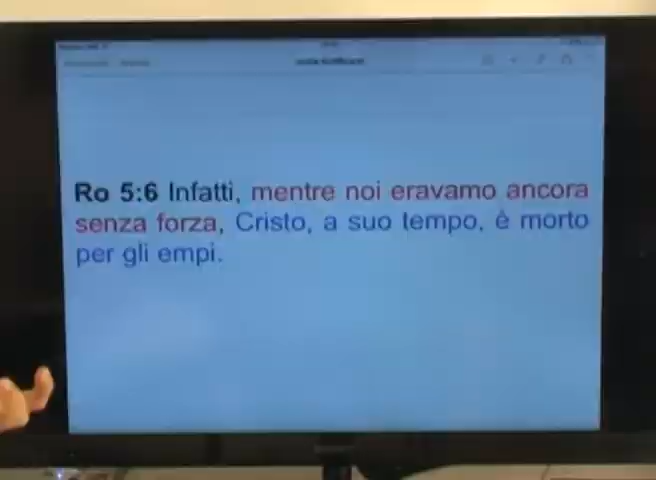 Ro 5:6 Infatti, mentre noi eravamo ancora
senza forza, Cristo, a suo tempo, è morto
per gli empi.